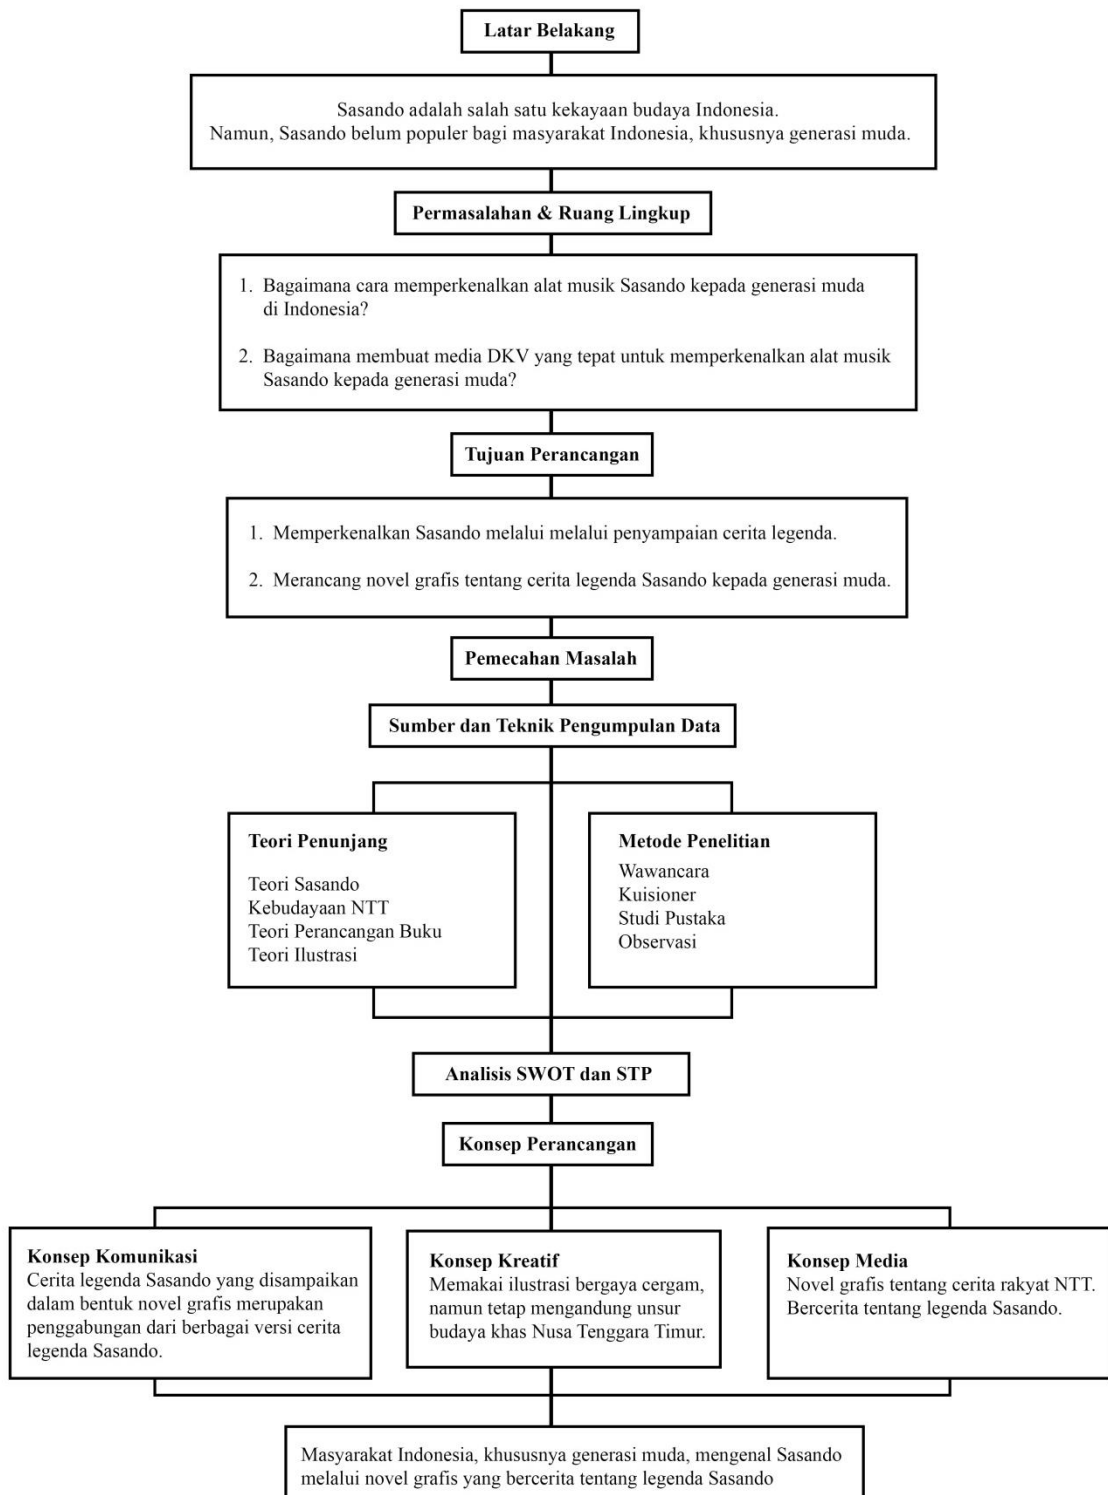 Latar Belakang
Sasando adalah salah satu kekayaan budaya Indonesia.
Namun, Sasando belum populer bagi masyarakat Indonesia, khususnya generasi muda.
Permasalahan & Ruang Lingkup
1. Bagaimana cara memperkenalkan alat musik Sasando kepada generasi muda
di Indonesia?
2. Bagaimana membuat media DKV yang tepat untuk memperkenalkan alat musik
Sasando kepada generasi muda?
Tujuan Perancangan
1. Memperkenalkan Sasando melalui melalui penyampaian cerita legenda.
2. Merancang novel grafis tentang cerita legenda Sasando kepada generasi muda.
Pemecahan Masalah
Sumber dan Teknik Pengumpulan Data
Teori Penunjang
Teori Sasando
Kebudayaan NTT
Teori Perancangan Buku
Teori Ilustrasi
Metode Penelitian
Wawancara
Kuisioner
Studi Pustaka
Observasi
Analisis SWOT dan STP
Konsep Perancangan
Konsep Komunikasi
Cerita legenda Sasando yang disampaikan
dalam bentuk novel grafis merupakan
penggabungan dari berbagai versi cerita
legenda Sasando.
Konsep Kreatif
Memakai ilustrasi bergaya cergam,
namun tetap mengandung unsur
budaya khas Nusa Tenggara Timur.
Konsep Media
Novel grafis tentang cerita rakyat NTT.
Bercerita tentang legenda Sasando.
Masyarakat Indonesia, khususnya generasi muda, mengenal Sasando
melalui novel grafis yang bercerita tentang legenda Sasando